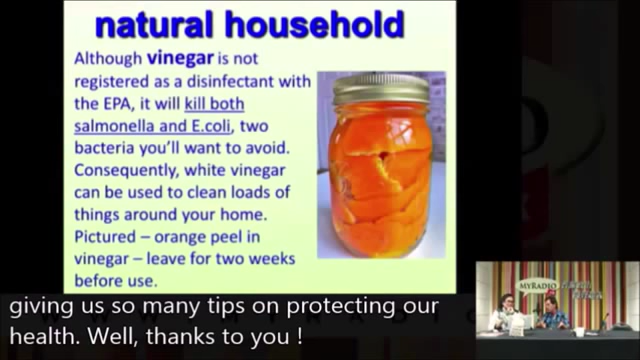 natural household
Although vinegar is not
registered as a disinfectant with
the EPA, it will kill both
salmonella and E.coli, two
bacteria you'll want to avoid.
Consequently, white vinegar
can be used to clean loads of
things around your home.
Pictured – orange peel in
vinegar – leave for two weeks
before use.
MYRADIO
giving us so many tips on protecting our
health. Well, thanks to you !